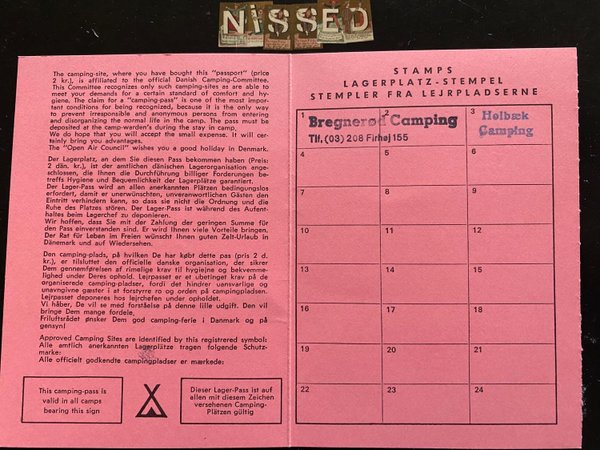 NiSSED
The camping-site, where you have bought this "passport" (price
2 kr.), is affiliated to the official Danish Camping-Committee.
This Committee recognizes only such camping-sites as are able to
meet your demands for a certain standard of comfort and hy-
giene. The claim for a "camping-pass" is one of the most impor-
tant conditions for being recognized, because it is the only way
to prevent irresponsible and anonymous persons from entering
and disorganizing the normal life in the camp. The pass must be
deposited at the camp-warden's during the stay in camp.
We do hope that you will accept the small expense. It will cer-
tainly bring you advantages.
The "Open Air Council" wishes you a good holiday in Denmark.
Der Lagerplatz, an dem Sie diesen Pass bekommen haben (Preis:
2 dän. kr.), ist der amtlichen dänischen Lagerorganisation ange-
schlossen, die Ihnen die Durchführung billiger Forderungen be-
treffs Hygiene und Bequemlichkeit der Lagerplätze garantiert.
Der Lager-Pass wird an allen anerkannten Plätzen bedingungslos
erfordert, damit er unerwünschten, unverantwortlichen Gästen den
Eintritt verhindern kann, so dass sie nicht die Ordnung und die
Ruhe des Platzes stören. Der Lager-Pass ist während des Aufent-
haltes beim Lagerchef zu deponieren.
Wir hoffen, dass Sie mit der Zahlung der geringen Summe für
den Pass einverstanden sind. Er wird Ihnen viele Vorteile bringen.
Der Rat für Leben im Freien wünscht Ihnen guten Zelt-Urlaub in
Dänemark und auf Wiedersehen.
Den camping-plads, på hvilken De har købt dette pas (pris 2 d.
kr.), er tilsluttet den officielle danske organisation, der sikrer
Dem gennemførelsen af rimelige krav til hygiejne og bekvemme-
lighed under Deres ophold. Lejrpasset er et ubetinget krav på de
organiserede camping-pladser, fordi det hindrer uansvarlige og
unavngivne gæster i at forstyrre ro og orden på campingpladsen.
Lejrpasset deponeres hos lejrchefen under opholdet.
Vi håber, De vil se med forståelse på denne lille udgift. Den vil
bringe Dem mange fordele.
Friluftsrådet ønsker Dem god camping-ferie i Danmark og på
gensyn!
Approved Camping Sites are identified by this registrered symbol:
Alle amtlich anerkannten Lagerplätze tragen folgende Schutz-
marke:
Alle officielt godkendte campingpladser er mærkede:
This camping-pass is
valid in all camps
bearing this sign
Dieser Lager-Pass ist auf
allen mit diesem Zeichen
versehenen Camping-
Plätzen gültig
STAMPS
LAGERPLATZ-STEMPEL
STEMPLER FRA LEJRPLADSERNE
1 2 3
Bregnerød Camping
Tlf. (03) 208 Firhøj 155
Holbæk
Camping
4 5 6
7 8 9
10 11 12
13 14 15
16 17 18
19 20 21
22 23 24